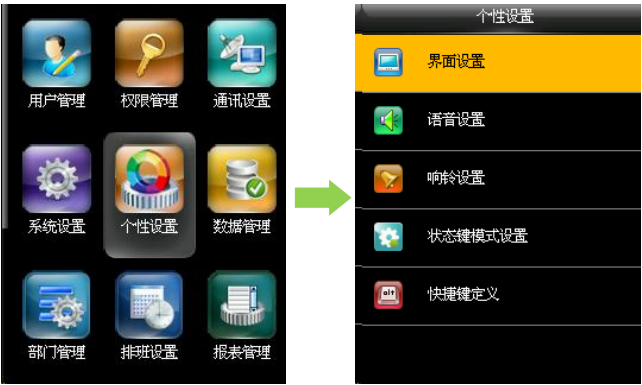 用户管理 权限管理 通讯设置
系统设置 个性设置 数据管理
部门管理 排班设置 报表管理
个性设置
界面设置
语音设置
响铃设置
状态键模式设置
alt
快捷键定义